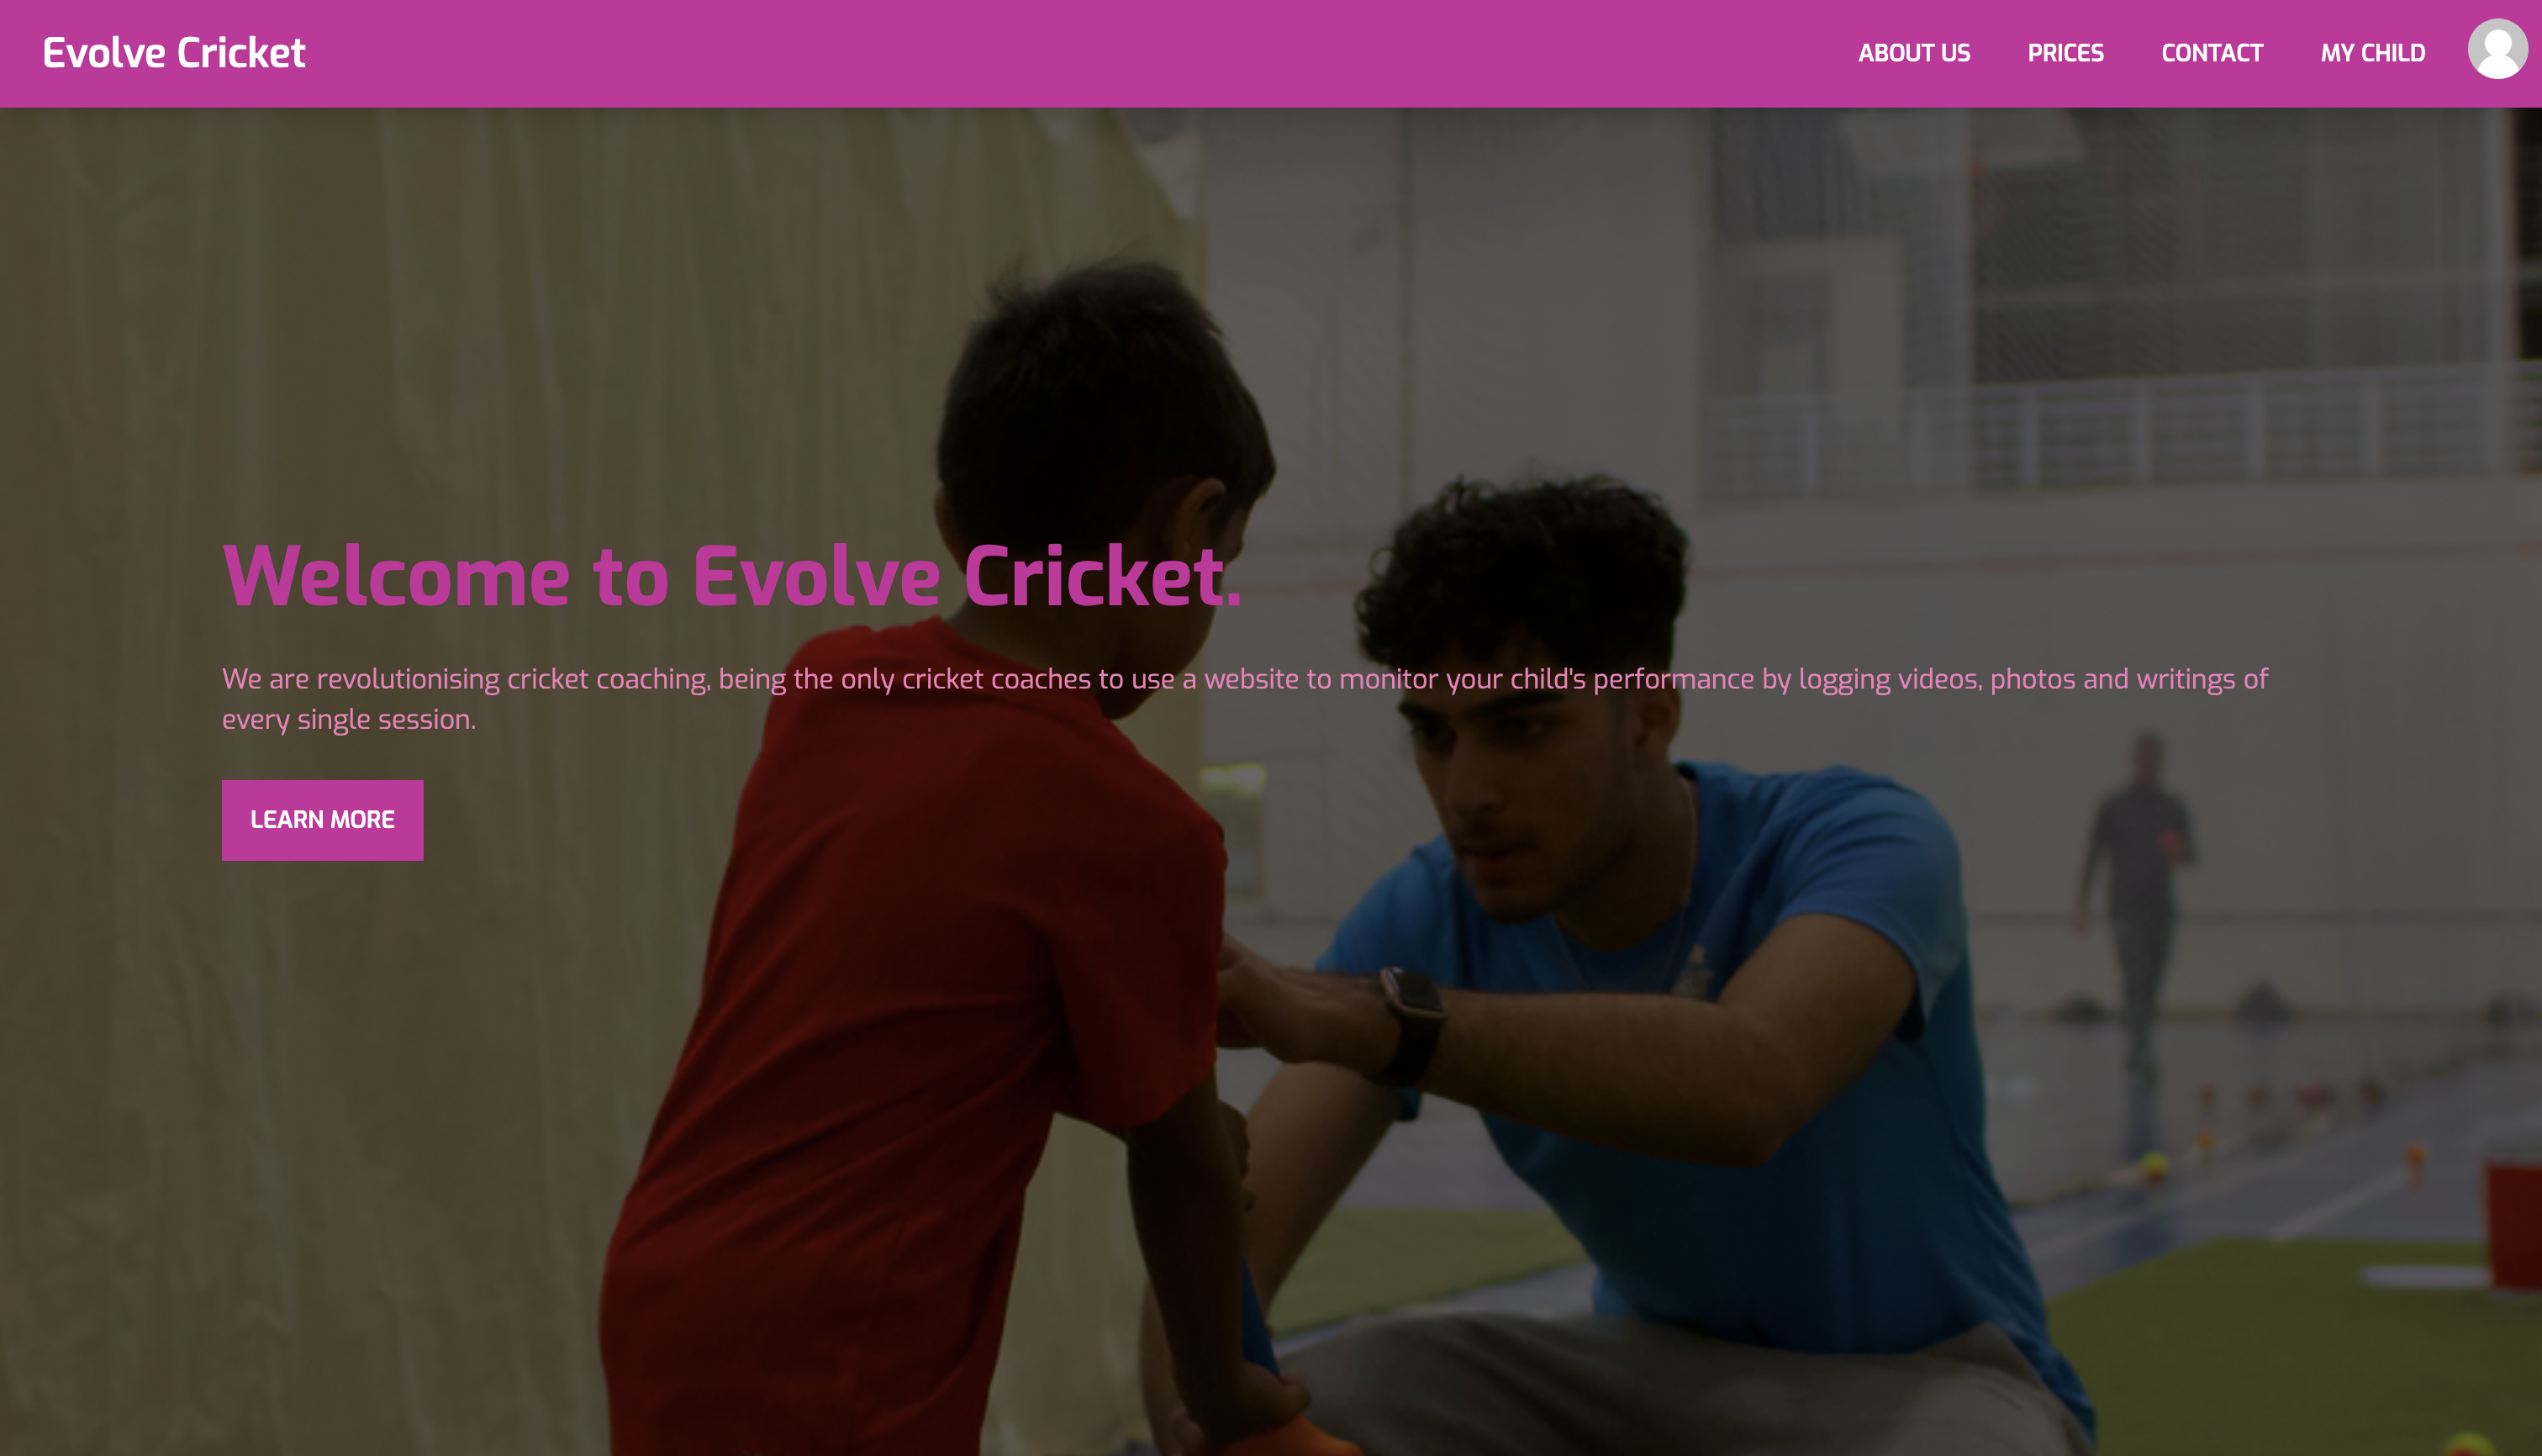 Evolve Cricket
ABOUT US PRICES CONTACT MY CHILD
Welcome to Evolve Cricket.
We are revolutionising cricket coaching, being the only cricket coaches to use a website to monitor your child's performance by logging videos, photos and writings of
every single session.
LEARN MORE